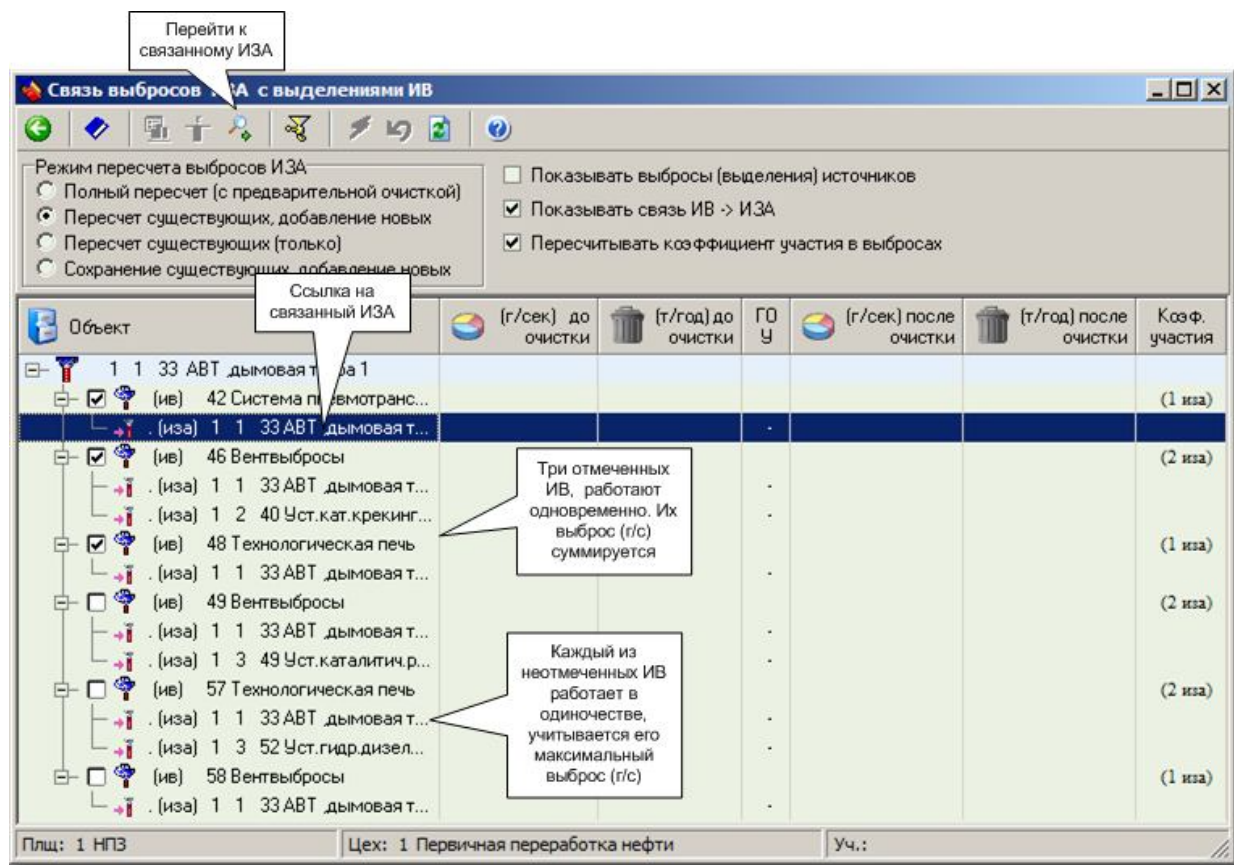 Перейти к
связанному ИЗА
Связь выбросов ИЗА с выделениями ИВ
Режим пересчета выбросов ИЗА
Полный пересчет (с предварительной очисткой)
Пересчет существующих, добавление новых
Пересчет существующих (только)
Сохранение существующих, добавление новых
Показывать выбросы (выделения) источников
Показывать связь ИВ -> ИЗА
Пересчитывать коэффициент участия в выбросах
Ссылка на
связанный ИЗА
Объект
(г/сек) до
очистки
(т/год) до
очистки
ГО
У
(г/сек) после
очистки
(т/год) после
очистки
Коэф.
участия
1 1 33 АВТ ,дымовая т ба 1
(ив) 42 Система пневмотранс... (1 иза)
. (иза) 1 1 33 АВТ ,дымовая т... -
(ив) 46 Вентвыбросы (2 иза)
. (иза) 1 1 33 АВТ ,дымовая т... -
. (иза) 1 2 40 Уст.кат.крекинг... -
(ив) 48 Технологическая печь (1 иза)
. (иза) 1 1 33 АВТ ,дымовая т... -
(ив) 49 Вентвыбросы (2 иза)
. (иза) 1 1 33 АВТ ,дымовая т... -
. (иза) 1 3 49 Уст.каталитич.р... -
(ив) 57 Технологическая печь (2 иза)
. (иза) 1 1 33 АВТ ,дымовая т... -
. (иза) 1 3 52 Уст.гидр.дизел... -
(ив) 58 Вентвыбросы (1 иза)
. (иза) 1 1 33 АВТ ,дымовая т... -
Три отмеченных
ИВ, работают
одновременно. Их
выброс (г/с)
суммируется
Каждый из
неотмеченных ИВ
работает в
одиночестве,
учитывается его
максимальный
выброс (г/с)
Плщ: 1 НПЗ
Цех: 1 Первичная переработка нефти
Уч.: